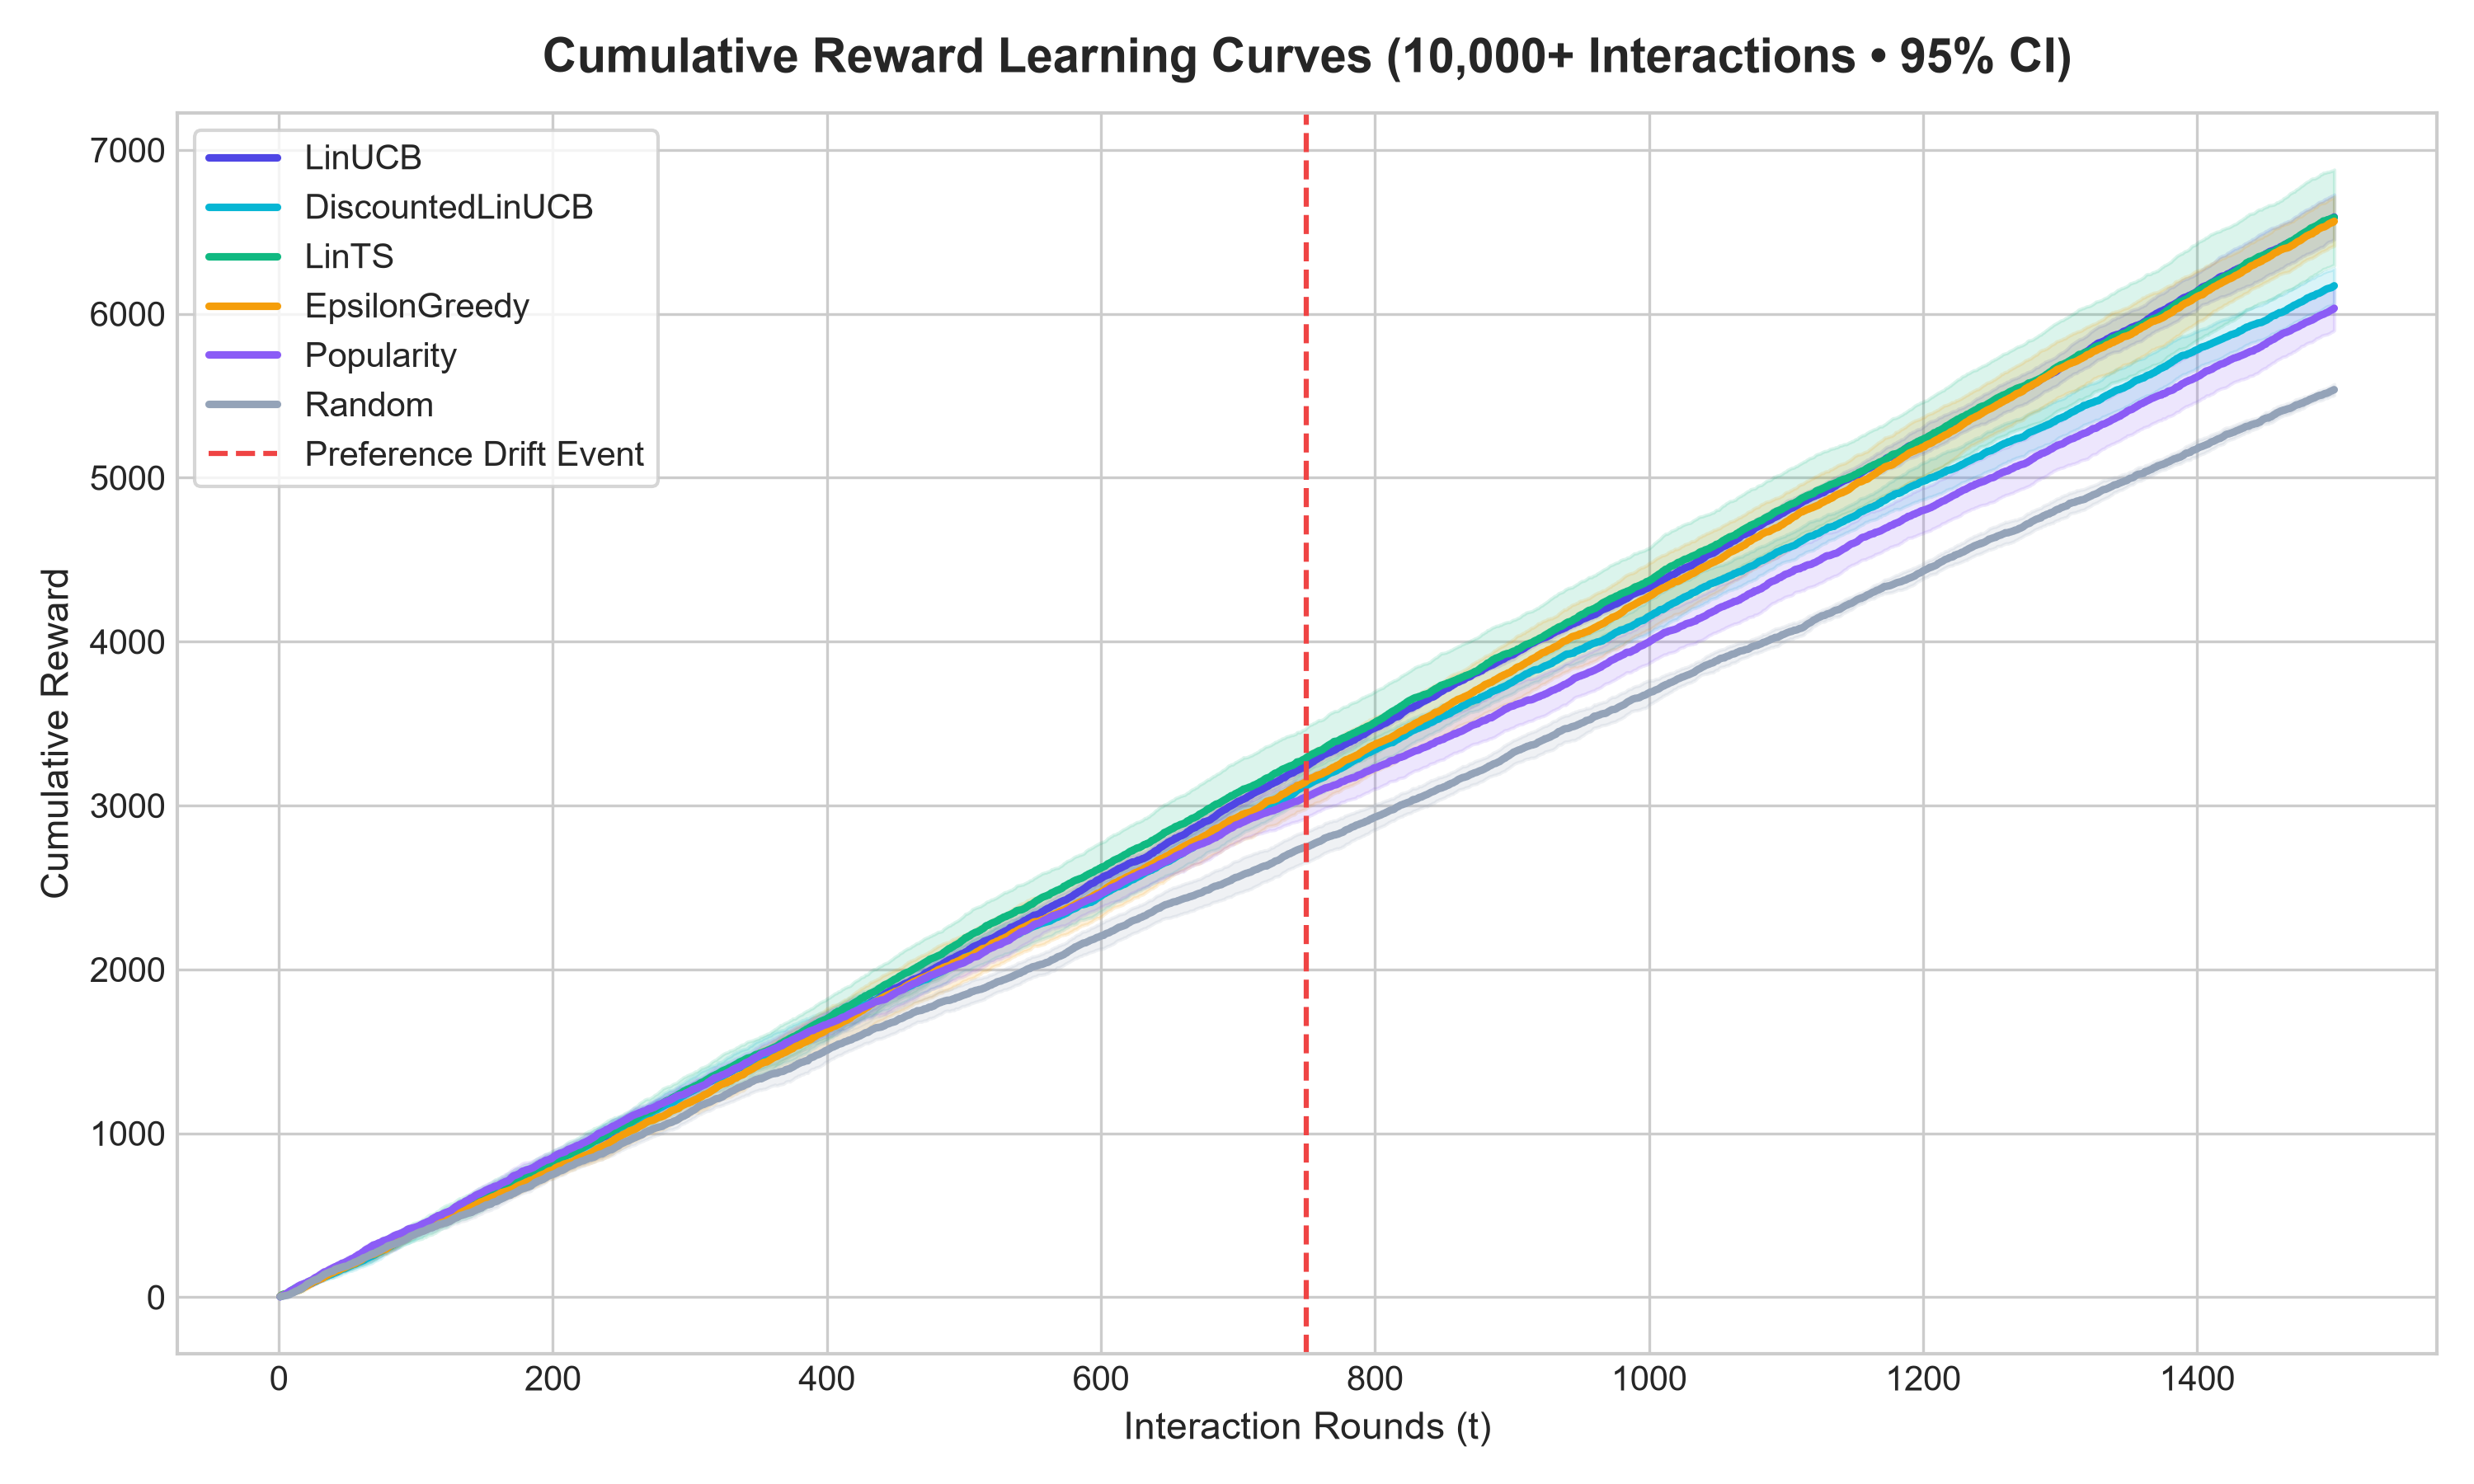 Cumulative Reward Learning Curves (10,000+ Interactions • 95% CI)
LinUCB
DiscountedLinUCB
LinTS
EpsilonGreedy
Popularity
Random
Preference Drift Event
Cumulative Reward
7000
6000
5000
4000
3000
2000
1000
0
0 200 400 600 800 1000 1200 1400
Interaction Rounds (t)